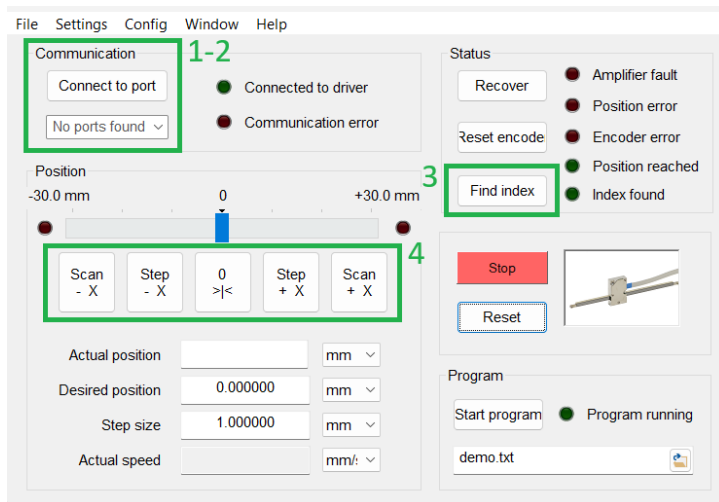 File Settings Config Window Help
Communication
1-2
Connect to port
Connected to driver
No ports found
Communication error
Status
Recover
Amplifier fault
Position error
Reset encode
Encoder error
Position reached
3
Find index
Index found
Position
-30.0 mm 0 +30.0 mm
4
Scan Step 0 Step Scan
- X - X >|< + X + X
Stop
Reset
Actual position mm
Desired position 0.000000 mm
Step size 1.000000 mm
Actual speed mm/:
Program
Start program
Program running
demo.txt